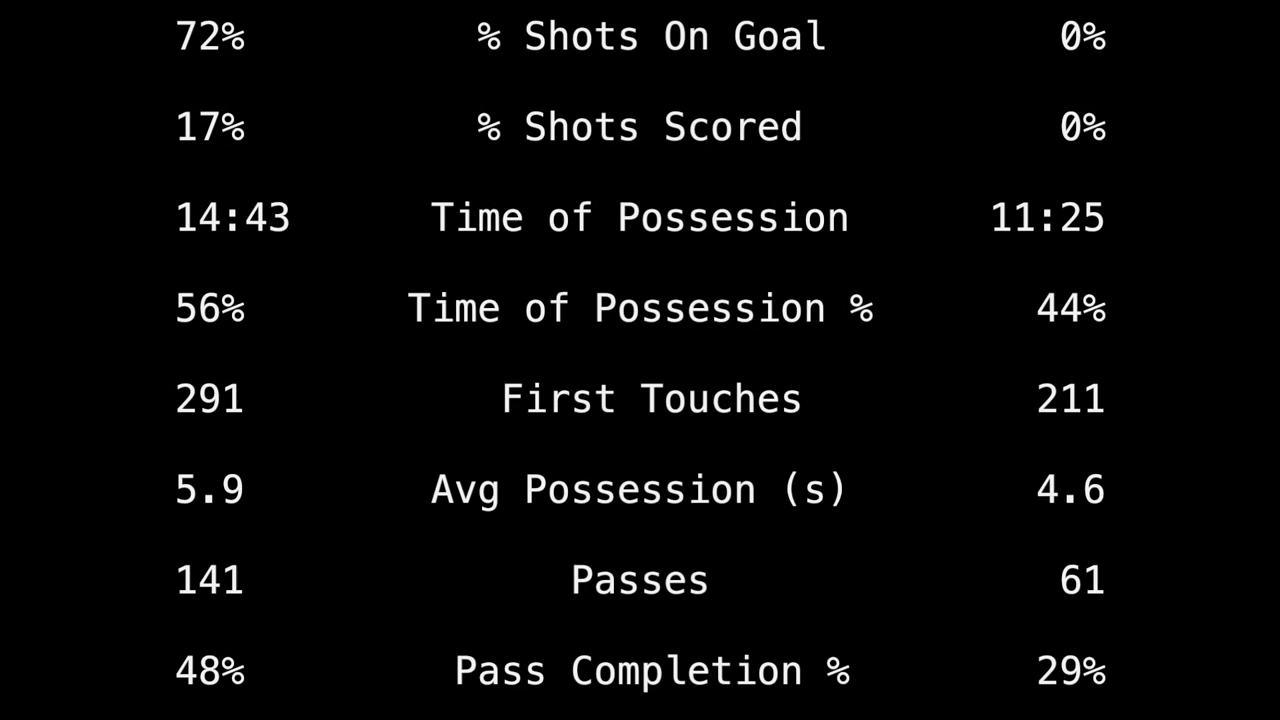 72% % Shots On Goal 0%
17% % Shots Scored 0%
14:43 Time of Possession 11:25
56% Time of Possession % 44%
291 First Touches 211
5.9 Avg Possession (s) 4.6
141 Passes 61
48% Pass Completion % 29%